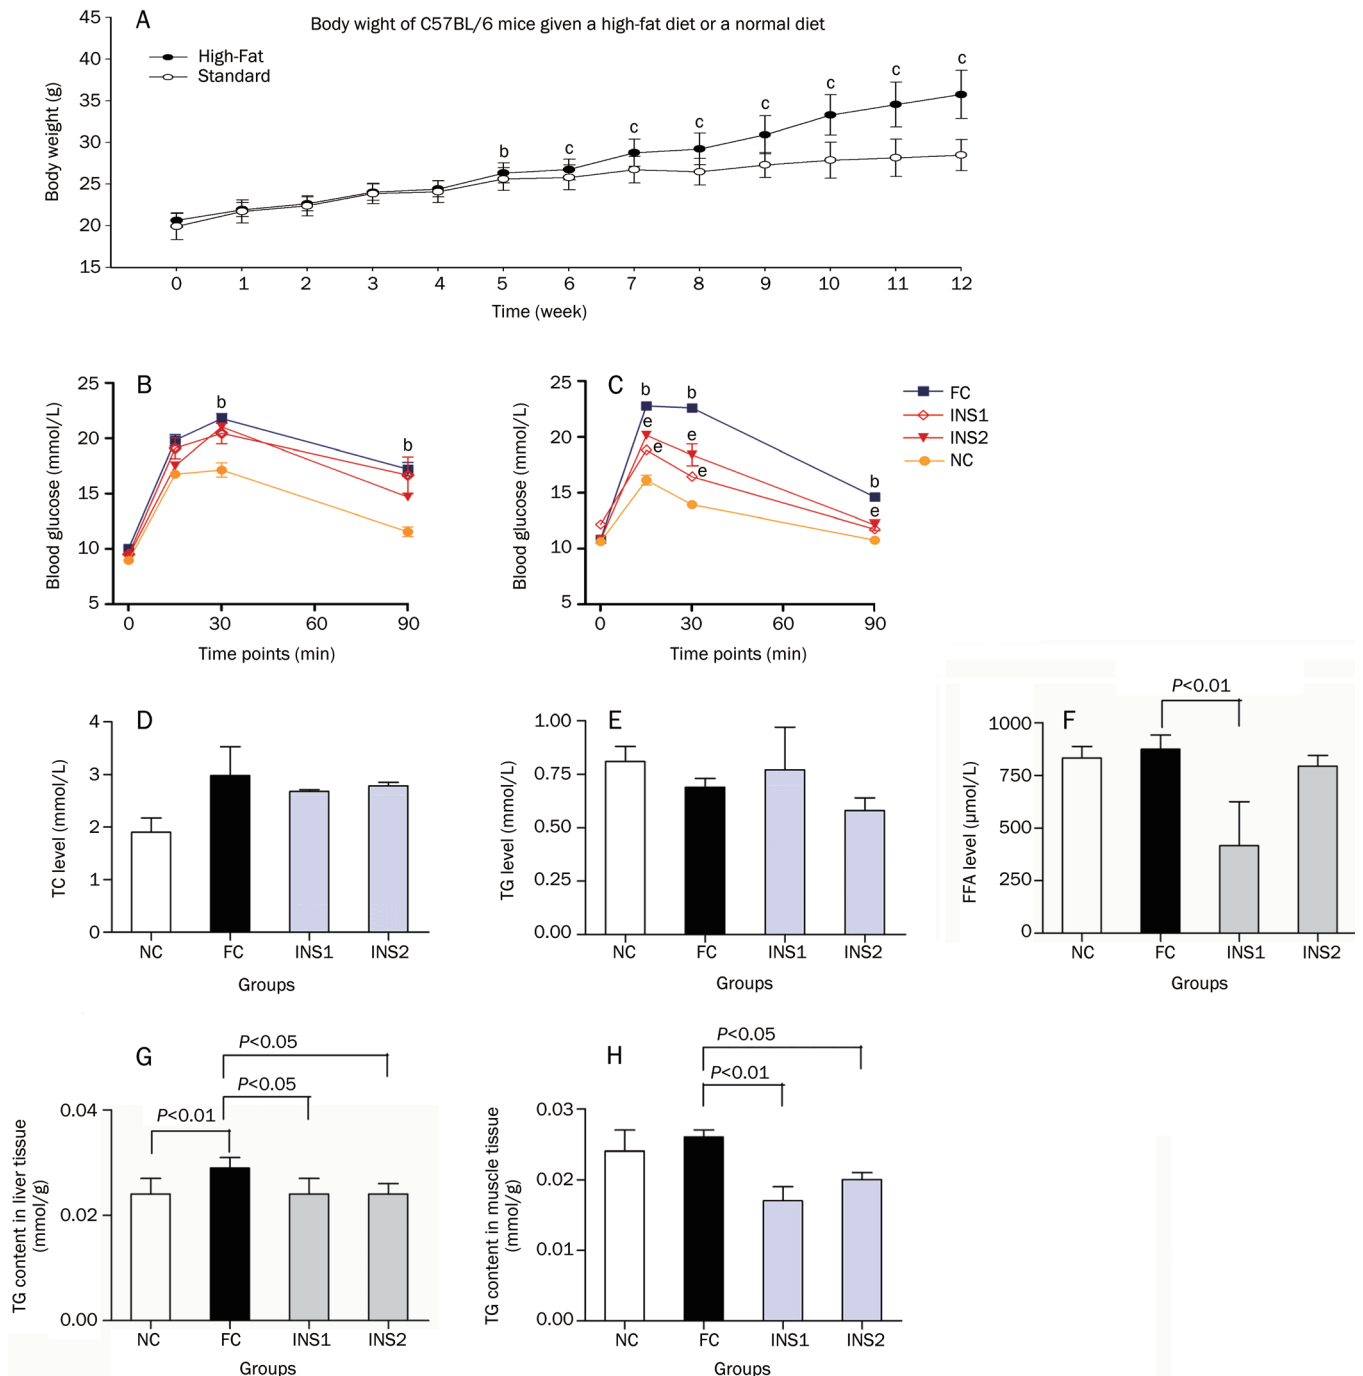 A
Body wight of C57BL/6 mice given a high-fat diet or a normal diet
High-Fat
Standard
Body weight (g)
45
40
35
30
25
20
15
b
c
c
c
c
c
c
c
0 1 2 3 4 5 6 7 8 9 10 11 12
Time (week)
B
Blood glucose (mmol/L)
25
20
15
10
5
b
b
0 30 60 90
Time points (min)
C
Blood glucose (mmol/L)
25
20
15
10
5
b
b
e
e
e
e
b
e
0 30 60 90
Time points (min)
FC
INS1
INS2
NC
D
TC level (mmol/L)
4
3
2
1
0
NC FC INS1 INS2
Groups
E
TG level (mmol/L)
1.00
0.75
0.50
0.25
0.00
NC FC INS1 INS2
Groups
F
P<0.01
FFA level (μmol/L)
1000
750
500
250
0
NC FC INS1 INS2
Groups
G
P<0.05
P<0.05
P<0.01
TG content in liver tissue
(mmol/g)
0.04
0.02
0.00
NC FC INS1 INS2
Groups
H
P<0.05
P<0.01
TG content in muscle tissue
(mmol/g)
0.03
0.02
0.01
0.00
NC FC INS1 INS2
Groups